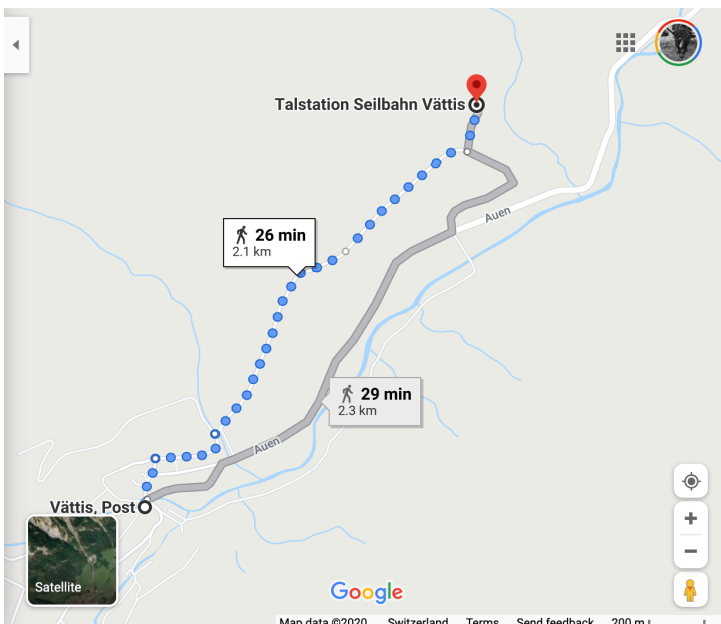 Talstation Seilbahn Vättis
Auen
26 min
2.1 km
29 min
2.3 km
Auen
Vättis, Post
Satellite
Google
Map data ©2020 Switzerland Terms Send feedback 200 m